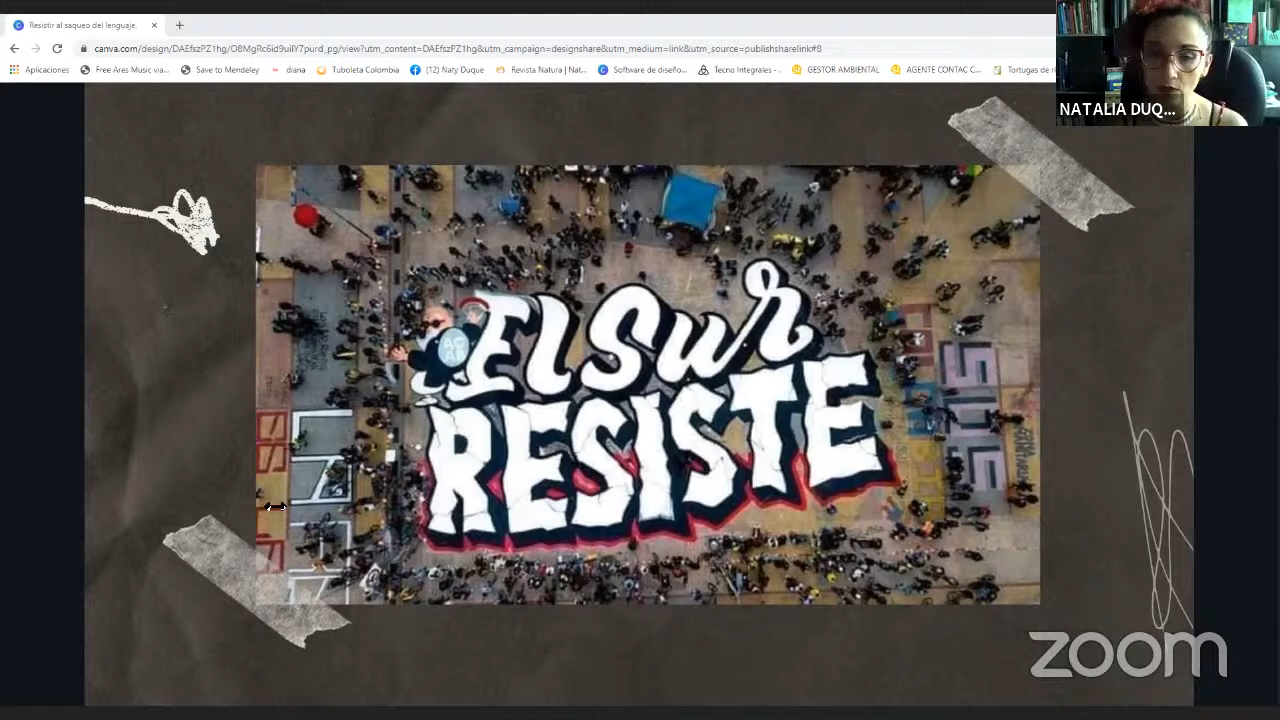 Resistir al saqueo del lenguaje.
canva.com/design/DAEfszPZ1hg/O8MgRc6id9uilY7purd_pg/view?utm_content=DAEfszPZ1hg&utm_campaign=designshare&utm_medium=link&utm_source=publishsharelink#8
Aplicaciones
Free Ares Music via...
Save to Mendeley
diana
Tuboleta Colombia
(12) Naty Duque
Revista Natura | Nat...
Software de diseño...
Tecno Integrales - ...
GESTOR AMBIENTAL
AGENTE CONTAC C...
Tortugas de
NATALIA DUQ...
El Sur
RESISTE
AC
AB
zoom